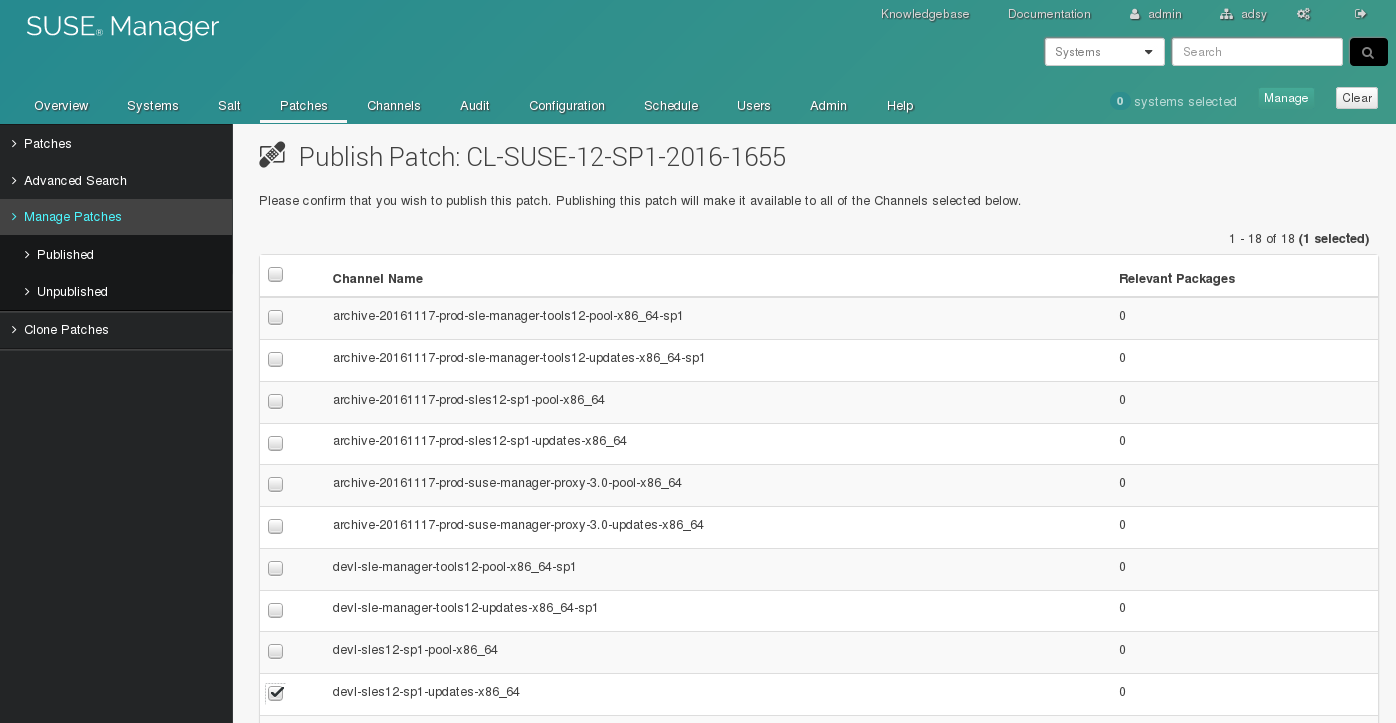 SUSE® Manager
Knowledgebase Documentation admin adsy
Systems Search
Overview Systems Salt Patches Channels Audit Configuration Schedule Users Admin Help
0 systems selected Manage Clear
Patches
Advanced Search
Manage Patches
Published
Unpublished
Clone Patches
Publish Patch: CL-SUSE-12-SP1-2016-1655
Please confirm that you wish to publish this patch. Publishing this patch will make it available to all of the Channels selected below.
1 - 18 of 18 (1 selected)
Channel Name Relevant Packages
archive-20161117-prod-sle-manager-tools12-pool-x86_64-sp1 0
archive-20161117-prod-sle-manager-tools12-updates-x86_64-sp1 0
archive-20161117-prod-sles12-sp1-pool-x86_64 0
archive-20161117-prod-sles12-sp1-updates-x86_64 0
archive-20161117-prod-suse-manager-proxy-3.0-pool-x86_64 0
archive-20161117-prod-suse-manager-proxy-3.0-updates-x86_64 0
devl-sle-manager-tools12-pool-x86_64-sp1 0
devl-sle-manager-tools12-updates-x86_64-sp1 0
devl-sles12-sp1-pool-x86_64 0
devl-sles12-sp1-updates-x86_64 0